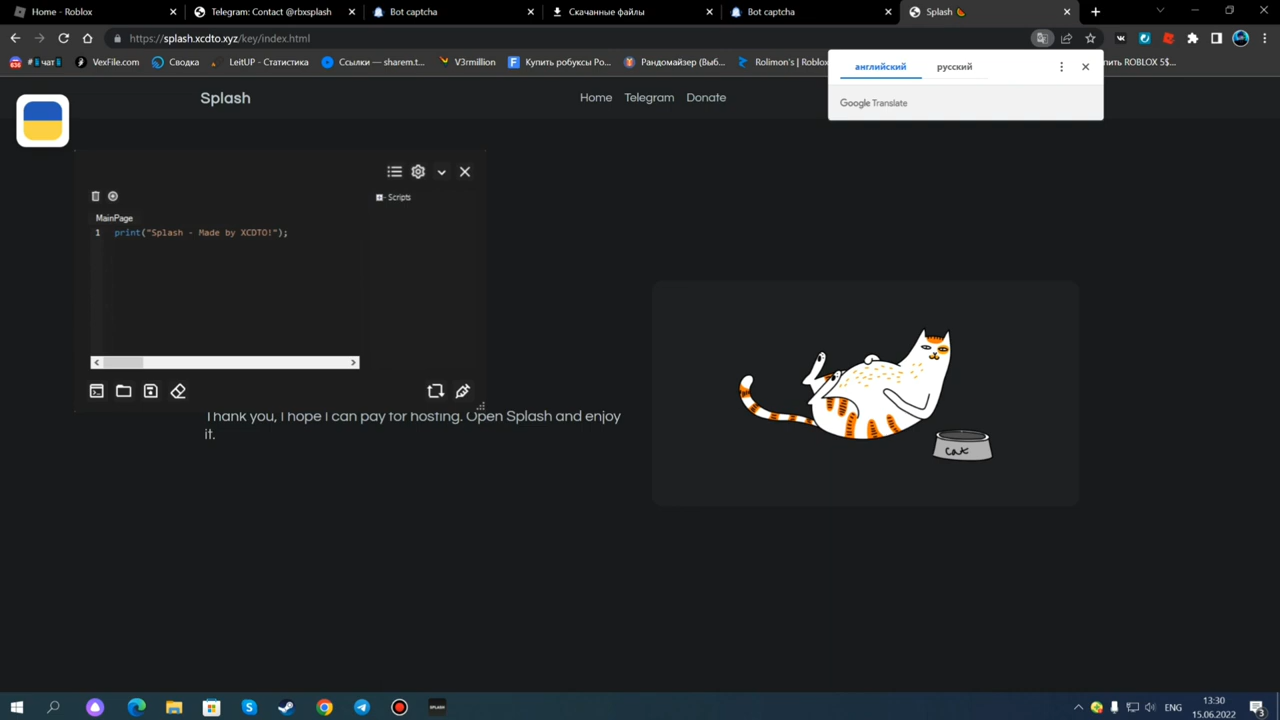 Home - Roblox
Telegram: Contact @rbxsplash
Bot captcha
Скачанные файлы
Bot captcha
Splash
https://splash.xcdto.xyz/key/index.html
VexFile.com
Сводка
LinkUP - Статистика
V3rmillion
Купить робуксы Ро...
Рандомайзер (Выб...
Rolimon's | Roblox
английский
русский
Google Translate
Splash
Home
Telegram
Donate
Scripts
MainPage
1 print("Splash - Made by XCDTO!");
Thank you, I hope I can pay for hosting. Open Splash and enjoy
it.
cat
SPLASH
ENG
13:30
15.06.2022